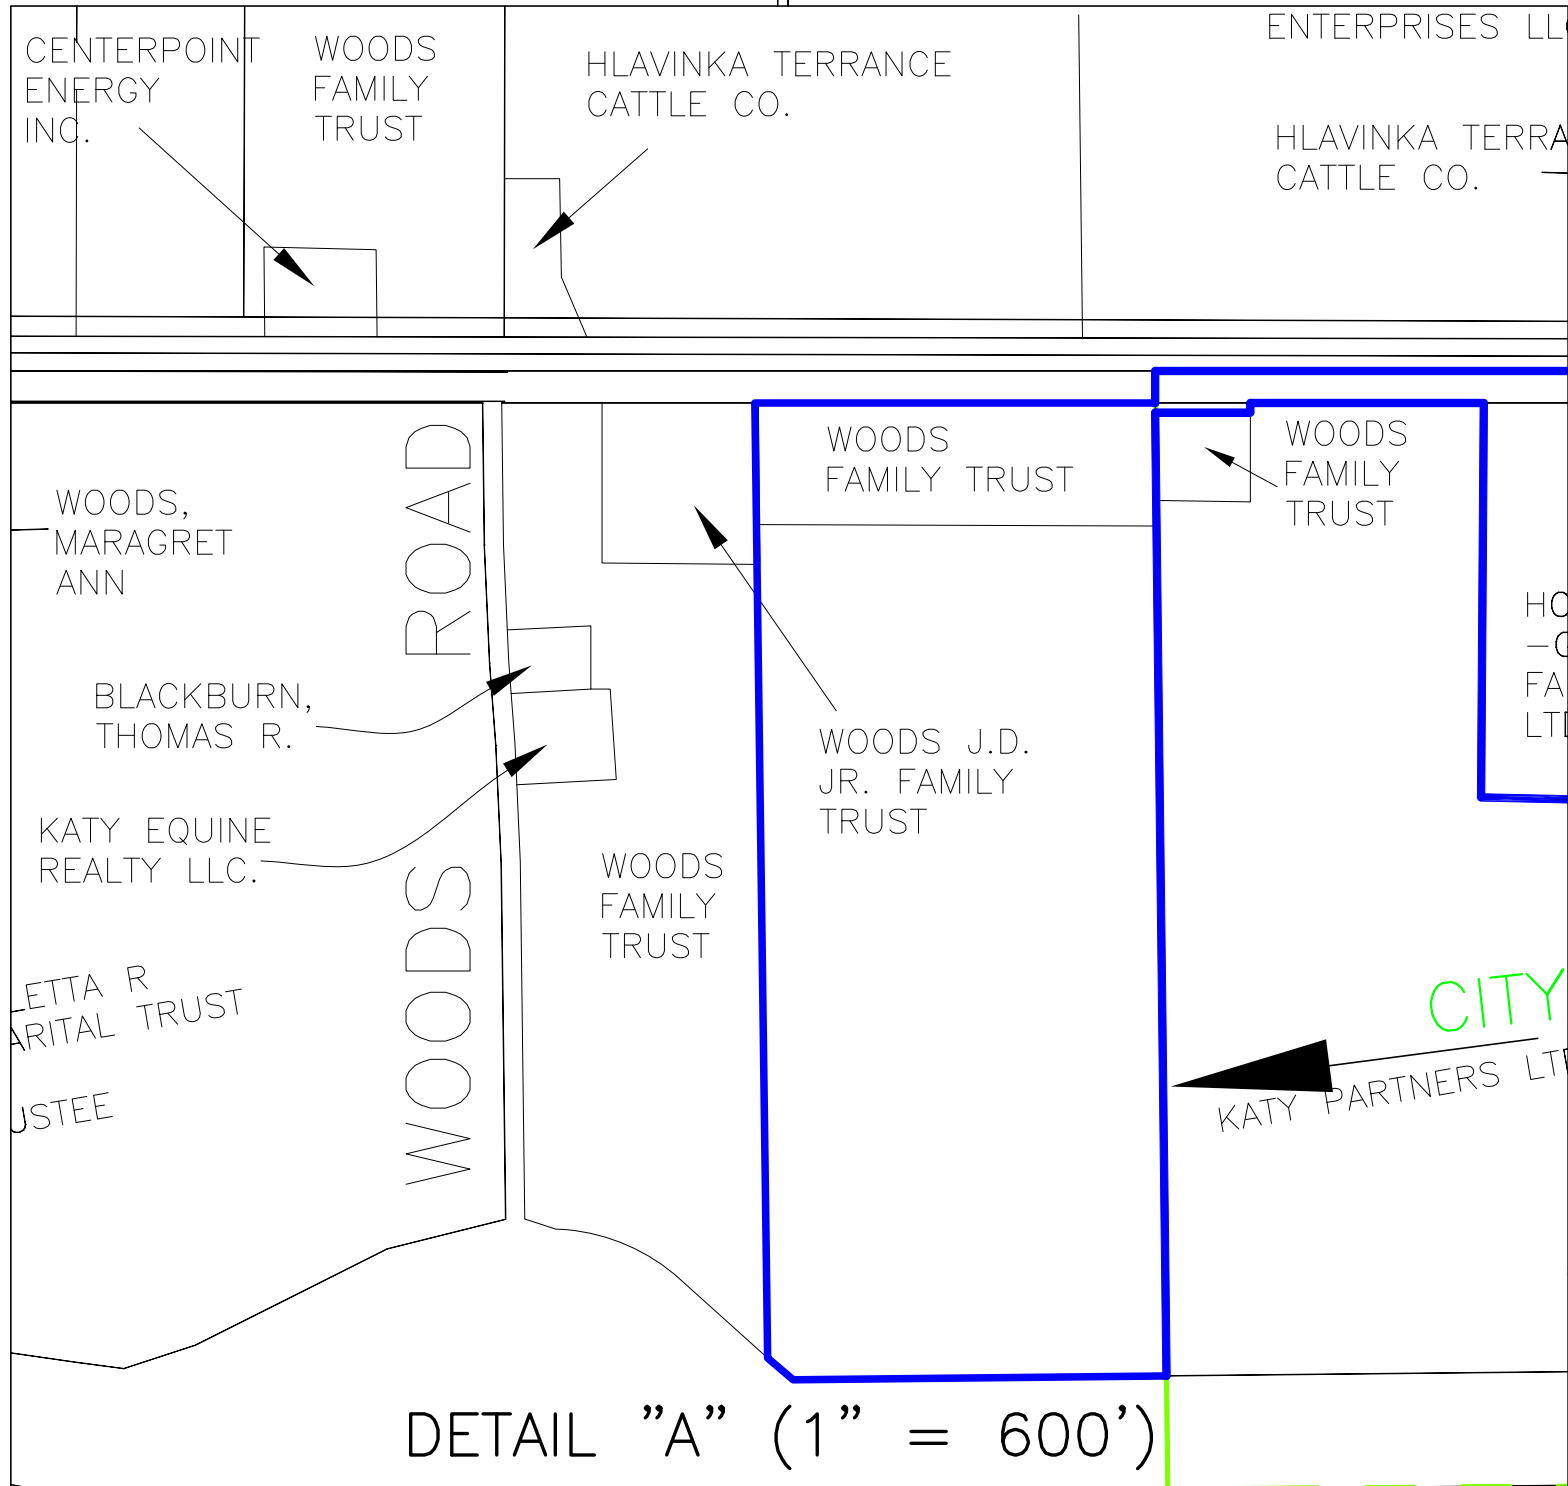 CENTERPOINT
ENERGY
INC.
WOODS
FAMILY
TRUST
HLAVINKA TERRANCE
CATTLE CO.
ENTERPRISES
HLAVINKA
CATTLE CO.
WOODS,
MARAGRET
ANN
WOODS ROAD
WOODS
FAMILY TRUST
WOODS
FAMILY
TRUST
BLACKBURN,
THOMAS R.
WOODS J.D.
JR. FAMILY
TRUST
KATY EQUINE
REALTY LLC.
WOODS
FAMILY
TRUST
R
TRUST
CITY
KATY PARTNERS
DETAIL "A" (1" = 600')